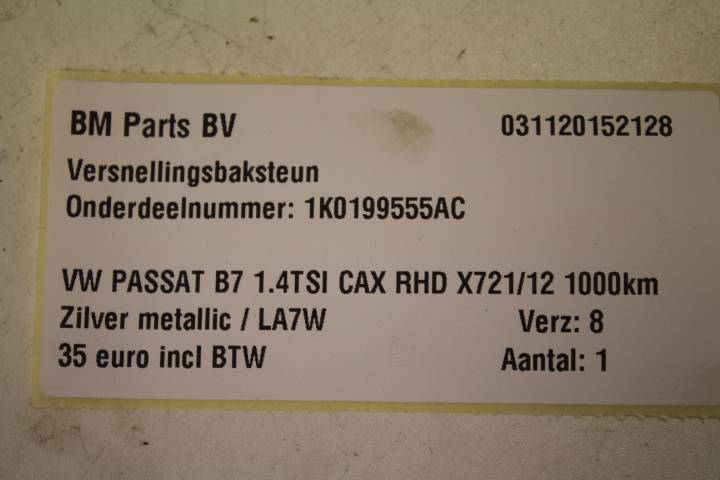 BM Parts BV 031120152128
Versnellingsbaksteun
Onderdeelnummer: 1K0199555AC
VW PASSAT B7 1.4TSI CAX RHD X721/12 1000km
Zilver metallic / LA7W Verz: 8
35 euro incl BTW Aantal: 1